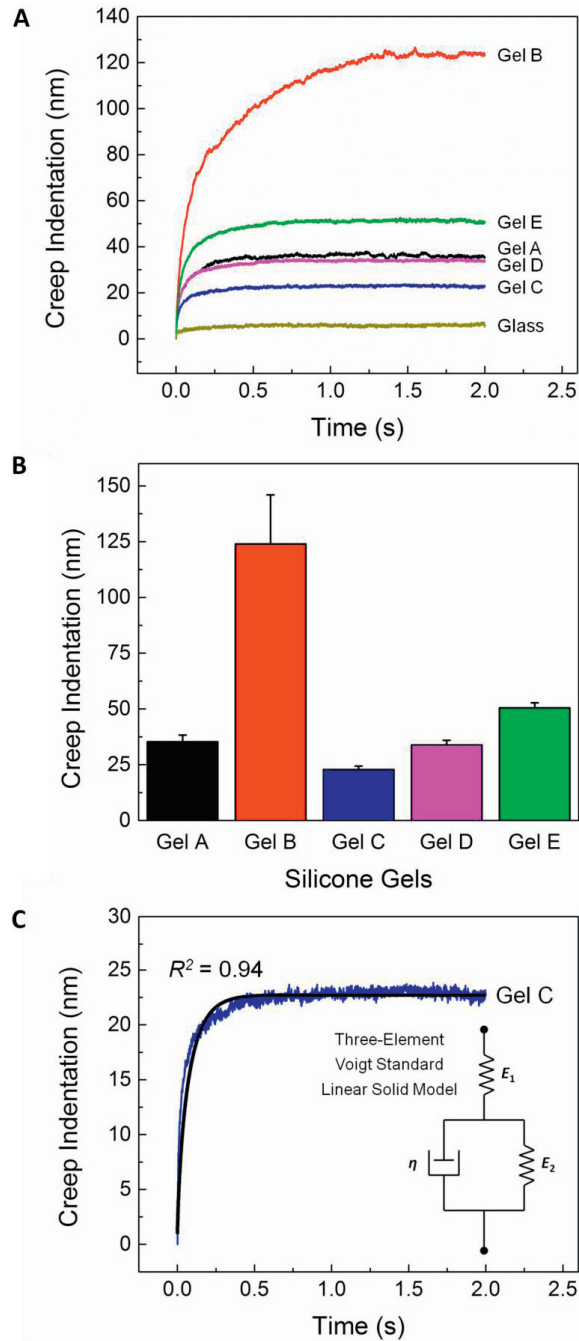 A
140
120
100
80
60
40
20
0
Creep Indentation (nm)
Gel B
Gel E
Gel A
Gel D
Gel C
Glass
0.0 0.5 1.0 1.5 2.0 2.5
Time (s)
B
150
125
100
75
50
25
0
Creep Indentation (nm)
Gel A Gel B Gel C Gel D Gel E
Silicone Gels
C
30
25
20
15
10
5
0
Creep Indentation (nm)
R² = 0.94
Gel C
Three-Element
Voigt Standard
Linear Solid Model
E₁
η
E₂
0.0 0.5 1.0 1.5 2.0 2.5
Time (s)